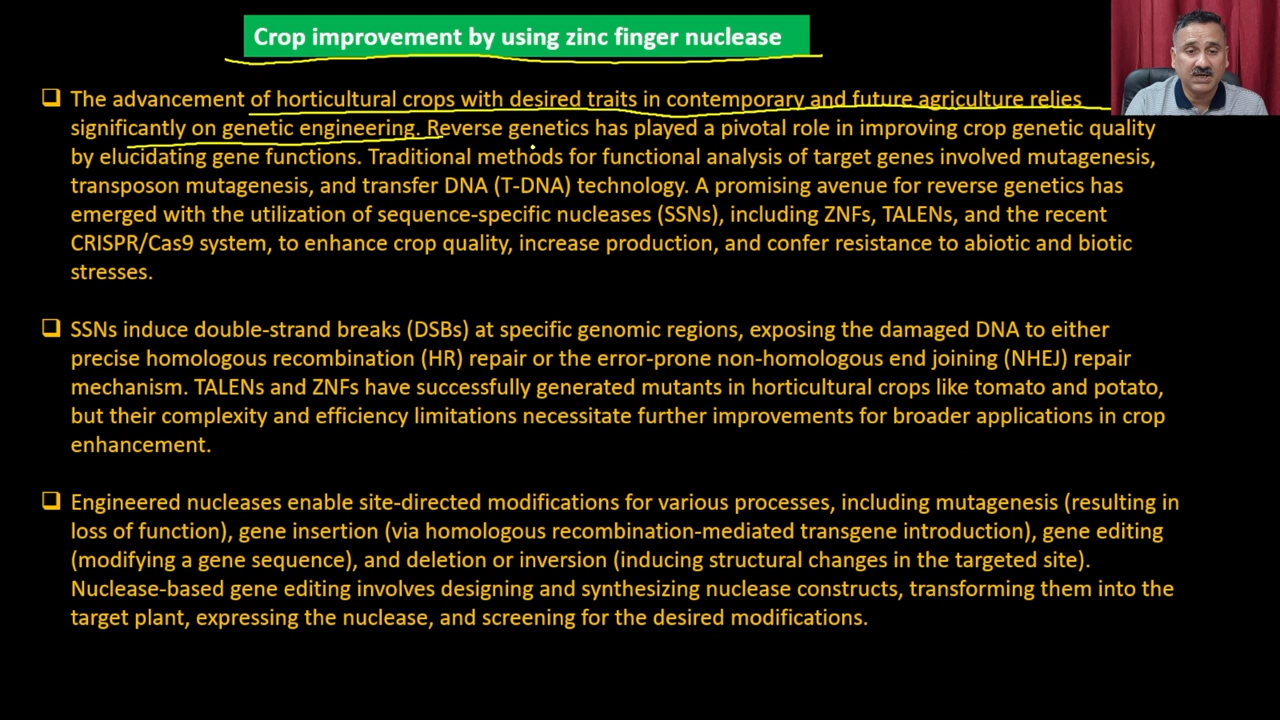 Crop improvement by using zinc finger nuclease
The advancement of horticultural crops with desired traits in contemporary and future agriculture relies
significantly on genetic engineering. Reverse genetics has played a pivotal role in improving crop genetic quality
by elucidating gene functions. Traditional methods for functional analysis of target genes involved mutagenesis,
transposon mutagenesis, and transfer DNA (T-DNA) technology. A promising avenue for reverse genetics has
emerged with the utilization of sequence-specific nucleases (SSNs), including ZNFs, TALENs, and the recent
CRISPR/Cas9 system, to enhance crop quality, increase production, and confer resistance to abiotic and biotic
stresses.
SSNs induce double-strand breaks (DSBs) at specific genomic regions, exposing the damaged DNA to either
precise homologous recombination (HR) repair or the error-prone non-homologous end joining (NHEJ) repair
mechanism. TALENs and ZNFs have successfully generated mutants in horticultural crops like tomato and potato,
but their complexity and efficiency limitations necessitate further improvements for broader applications in crop
enhancement.
Engineered nucleases enable site-directed modifications for various processes, including mutagenesis (resulting in
loss of function), gene insertion (via homologous recombination-mediated transgene introduction), gene editing
(modifying a gene sequence), and deletion or inversion (inducing structural changes in the targeted site).
Nuclease-based gene editing involves designing and synthesizing nuclease constructs, transforming them into the
target plant, expressing the nuclease, and screening for the desired modifications.